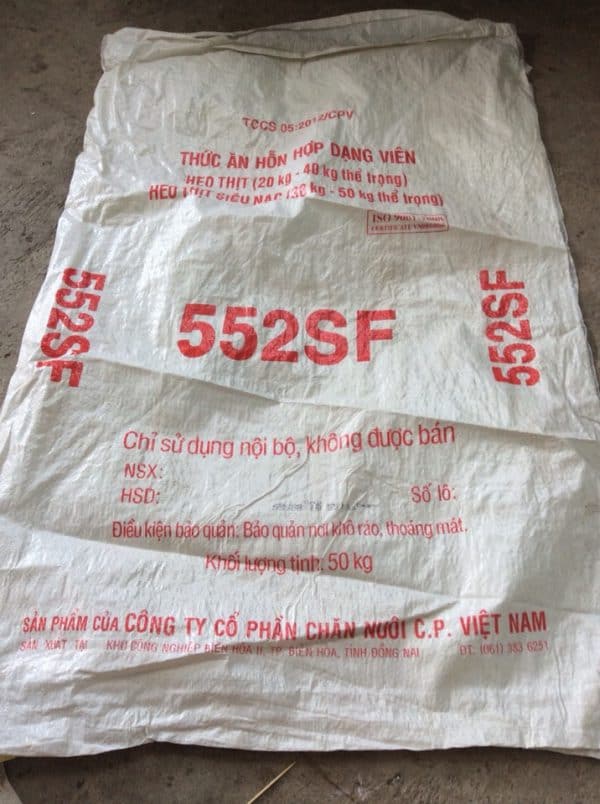 TCCS 05:2012/CPV
THỨC ĂN HỖN HỢP DẠNG VIÊN
HEO THỊT (20 kg - 40 kg thể trọng)
HEO THỊT SIÊU NẠC (30 kg - 50 kg thể trọng)
ISO 9001
552SF
552SF
552SF
Chỉ sử dụng nội bộ, không được bán
NSX:
HSD: Số lô:
Điều kiện bảo quản: Bảo quản nơi khô ráo, thoáng mát.
Khối lượng tịnh: 50 kg
SẢN PHẨM CỦA CÔNG TY CỔ PHẦN CHĂN NUÔI C.P. VIỆT NAM
SẢN XUẤT TẠI KHU CÔNG NGHIỆP BIÊN HÒA II, TP. BIÊN HÒA, TỈNH ĐỒNG NAI ĐT: (061) 383 6251